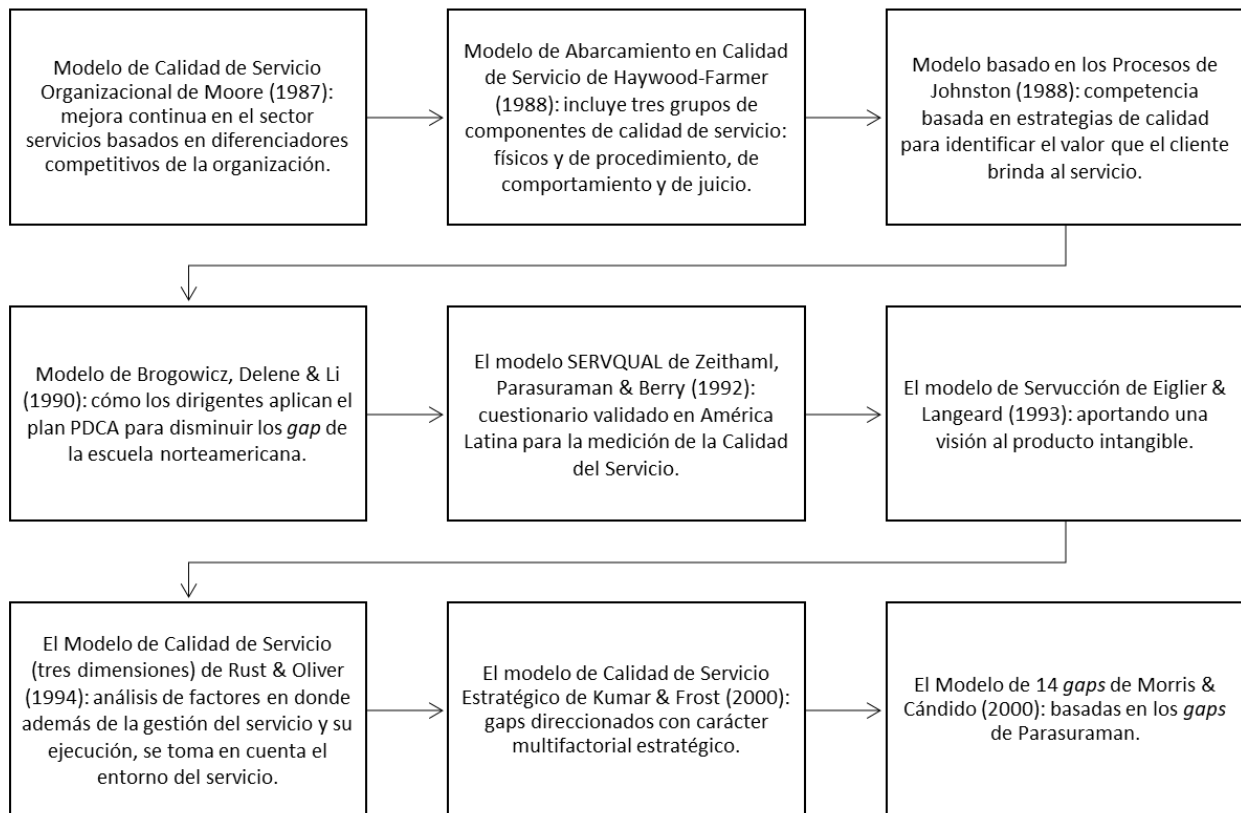 Modelo de Calidad de Servicio
Organizacional de Moore (1987):
mejora continua en el sector
servicios basados en diferenciadores
competitivos de la organización.
Modelo de Abarcamiento en Calidad
de Servicio de Haywood-Farmer
(1988): incluye tres grupos de
componentes de calidad de servicio:
físicos y de procedimiento, de
comportamiento y de juicio.
Modelo basado en los Procesos de
Johnston (1988): competencia
basada en estrategias de calidad
para identificar el valor que el cliente
brinda al servicio.
Modelo de Brogowicz, Delene & Li
(1990): cómo los dirigentes aplican el
plan PDCA para disminuir los gap de
la escuela norteamericana.
El modelo SERVQUAL de Zeithaml,
Parasuraman & Berry (1992):
cuestionario validado en América
Latina para la medición de la Calidad
del Servicio.
El modelo de Servucción de Eiglier &
Langeard (1993): aportando una
visión al producto intangible.
El Modelo de Calidad de Servicio
(tres dimensiones) de Rust & Oliver
(1994): análisis de factores en donde
además de la gestión del servicio y su
ejecución, se toma en cuenta el
entorno del servicio.
El modelo de Calidad de Servicio
Estratégico de Kumar & Frost (2000):
gaps direccionados con carácter
multifactorial estratégico.
El Modelo de 14 gaps de Morris &
Cándido (2000): basadas en los gaps
de Parasuraman.